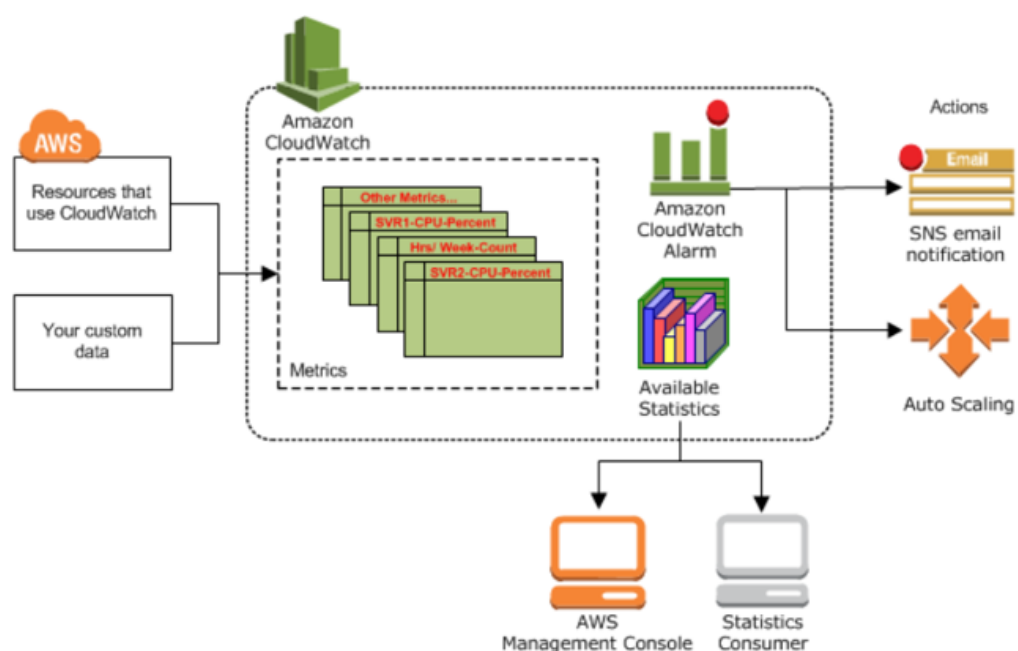 Amazon
CloudWatch
Actions
AWS
Resources that
use CloudWatch
Email
Other Metrics...
SVR1-CPU-Percent
Hrs/ Week-Count
SVR2-CPU-Percent
Amazon
CloudWatch
Alarm
SNS email
notification
Your custom
data
Metrics
Available
Statistics
Auto Scaling
AWS
Management Console
Statistics
Consumer